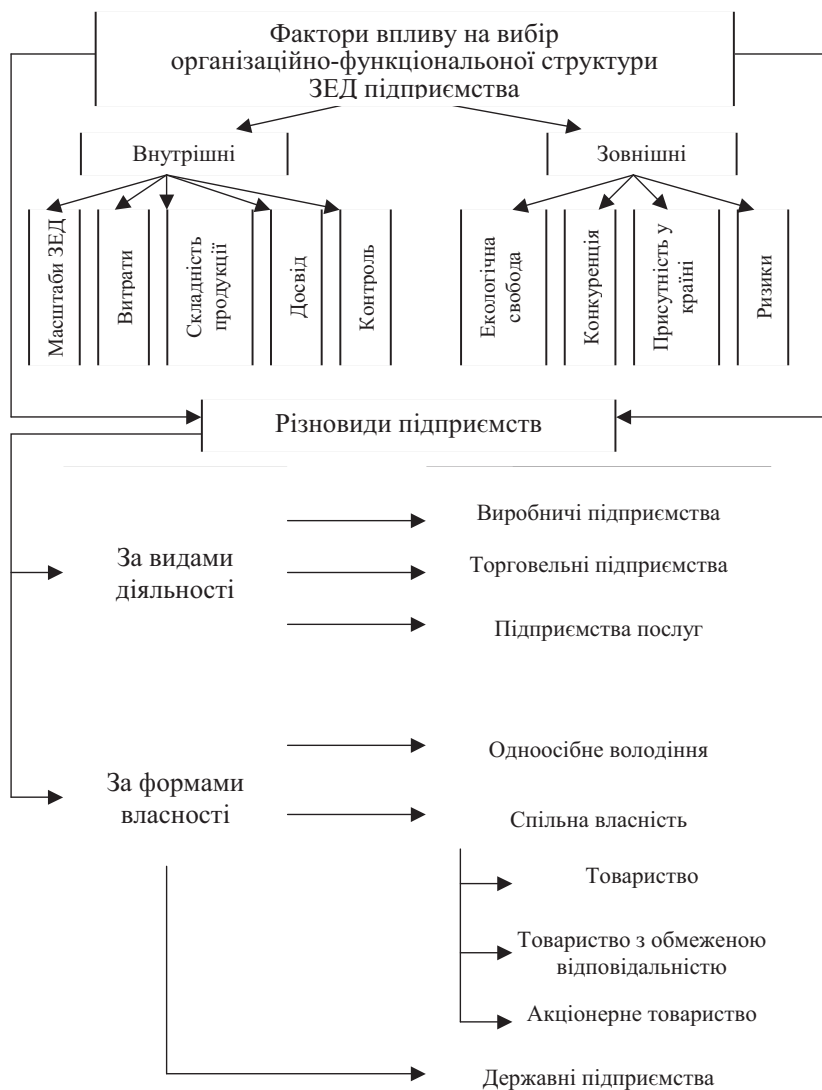 Фактори впливу на вибір
організаційно-функціональоної структури
ЗЕД підприємства
Внутрішні
Зовнішні
Масштаби ЗЕД
Витрати
Складність
продукції
Досвід
Контроль
Екологічна
свобода
Конкуренція
Присутність у
країні
Ризики
Різновиди підприємств
За видами
діяльності
Виробничі підприємства
Торговельні підприємства
Підприємства послуг
За формами
власності
Одноосібне володіння
Спільна власність
Товариство
Товариство з обмеженою
відповідальністю
Акціонерне товариство
Державні підприємства